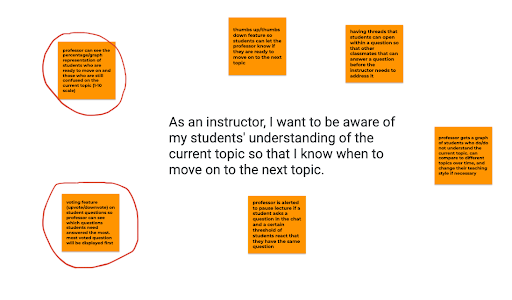 thumbs up/thumbs
down feature so
students can let the
professor know if
they are ready to
move on to the next
topic
having threads that
students can open
within a question so
that other
classmates that can
answer a question
before the
instructor needs to
address it
professor can see the
percentage/graph
representation of
students who are
ready to move on and
those who are still
confused on the
current topic (1-10
scale)
As an instructor, I want to be aware of
my students' understanding of the
current topic so that I know when to
move on to the next topic.
professor gets a graph
of students who do/do
not understand the
current topic, can
compare to different
topics over time, and
change their teaching
style if necessary
voting feature
(upvote/downvote) on
student questions so
professor can see
which questions
students need
answered the most.
most voted question
will be displayed first
professor is alerted
to pause lecture if a
student asks a
question in the chat
and a certain
threshold of
students react that
they have the same
question